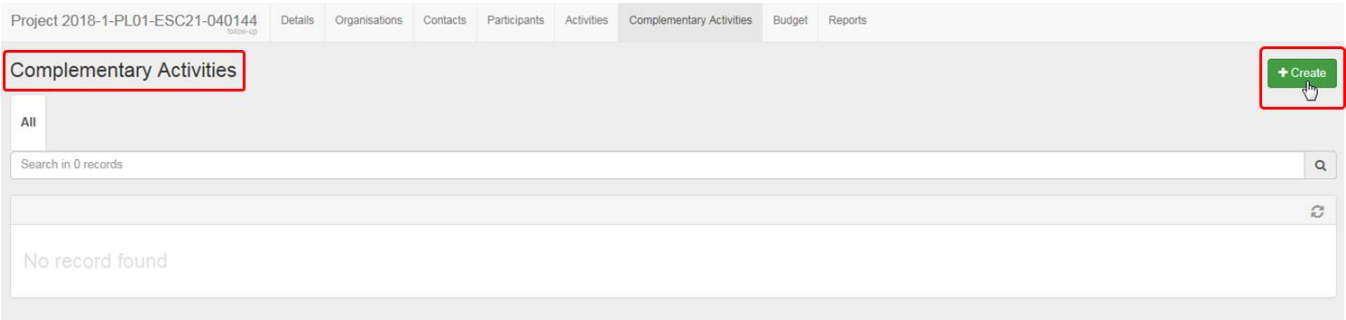 Project 2018-1-PL01-ESC21-040144 Details Organisations Contacts Participants Activities Complementary Activities Budget Reports
follow-up
Complementary Activities
+ Create
All
Search in 0 records
No record found